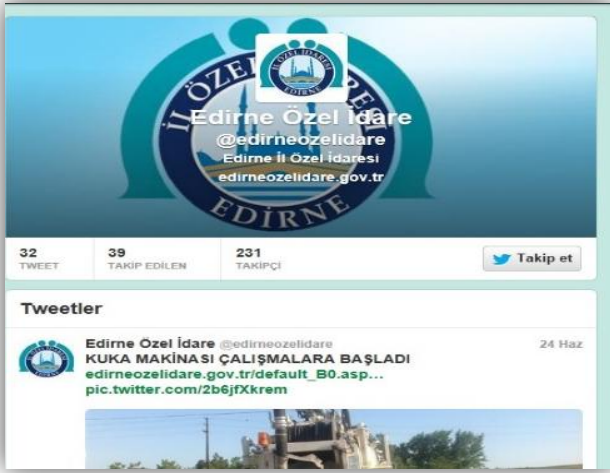 İL ÖZEL İDARESİ
EDİRNE
Edirne Özel İdare
@edirneozelidare
Edirne İl Özel İdaresi
edirneozelidare.gov.tr
32
TWEET
39
TAKİP EDİLEN
231
TAKİPÇİ
Takip et
Tweetler
Edirne Özel İdare @edirneozelidare 24 Haz
KUKA MAKİNASI ÇALIŞMALARA BAŞLADI
edirneozelidare.gov.tr/default_B0.asp...
pic.twitter.com/2b6jfXkrem